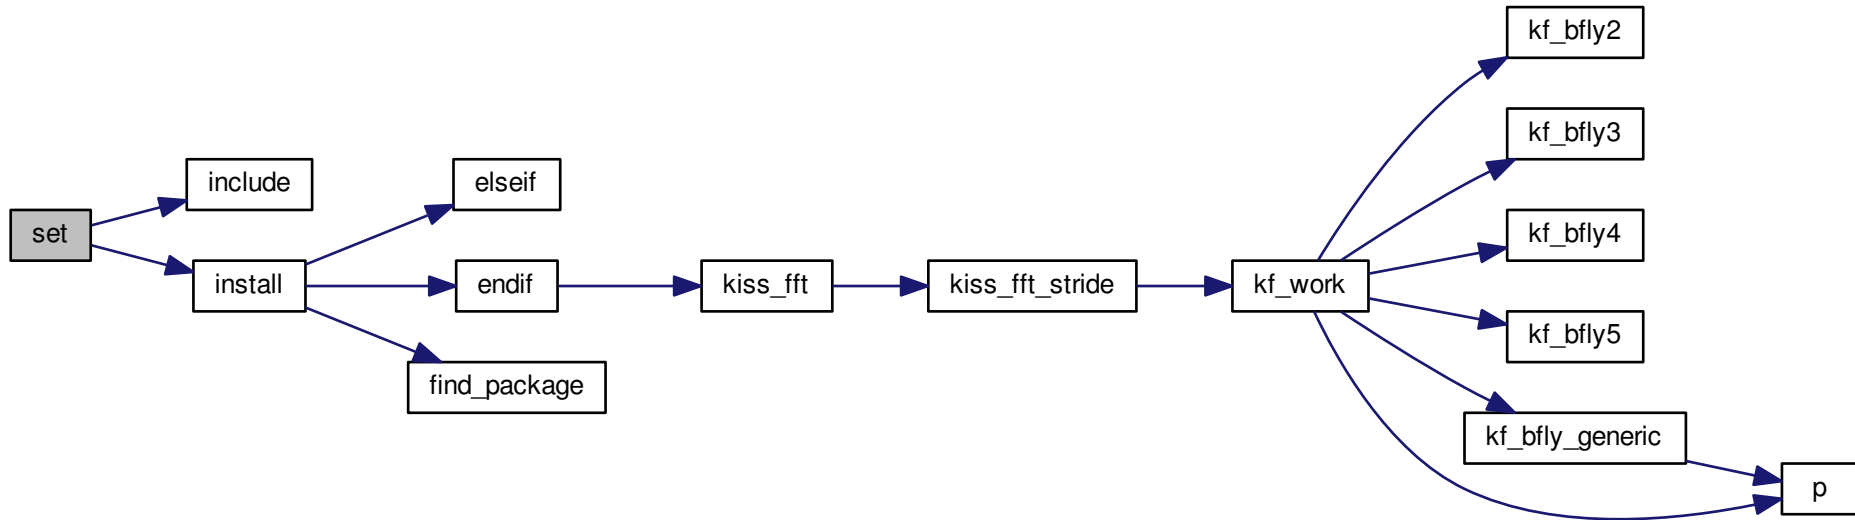 set
include
install
elseif
endif
find_package
kiss_fft
kiss_fft_stride
kf_work
kf_bfly2
kf_bfly3
kf_bfly4
kf_bfly5
kf_bfly_generic
p